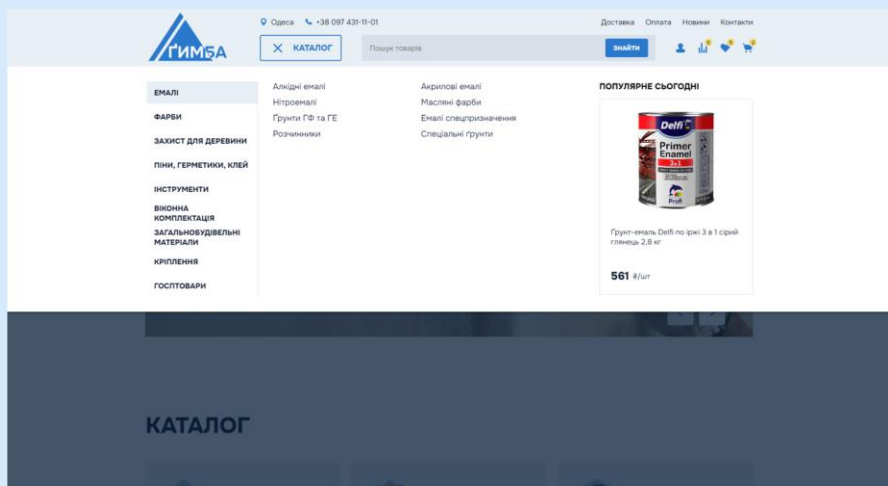 Одеса +38 097 431-11-01
Доставка Оплата Новини Контакти
ГИМБА
КАТАЛОГ
Пошук товарів
ЗНАЙТИ
ЕМАЛІ
ФАРБИ
ЗАХИСТ ДЛЯ ДЕРЕВИНИ
ПІНИ, ГЕРМЕТИКИ, КЛЕЙ
ІНСТРУМЕНТИ
ВІКОННА
КОМПЛЕКТАЦІЯ
ЗАГАЛЬНОБУДІВЕЛЬНІ
МАТЕРІАЛИ
КРІПЛЕННЯ
ГОСПТОВАРИ
Алкідні емалі
Нітроемалі
Ґрунти ГФ та ГЕ
Розчинники
Акрилові емалі
Масляні фарби
Емалі спецпризначення
Спеціальні ґрунти
ПОПУЛЯРНЕ СЬОГОДНІ
Delfi
Primer
Enamel
3в1
Profi
Ґрунт-емаль Delfi по іржі 3 в 1 сірий
глянець 2,8 кг
561 ₴/шт
КАТАЛОГ